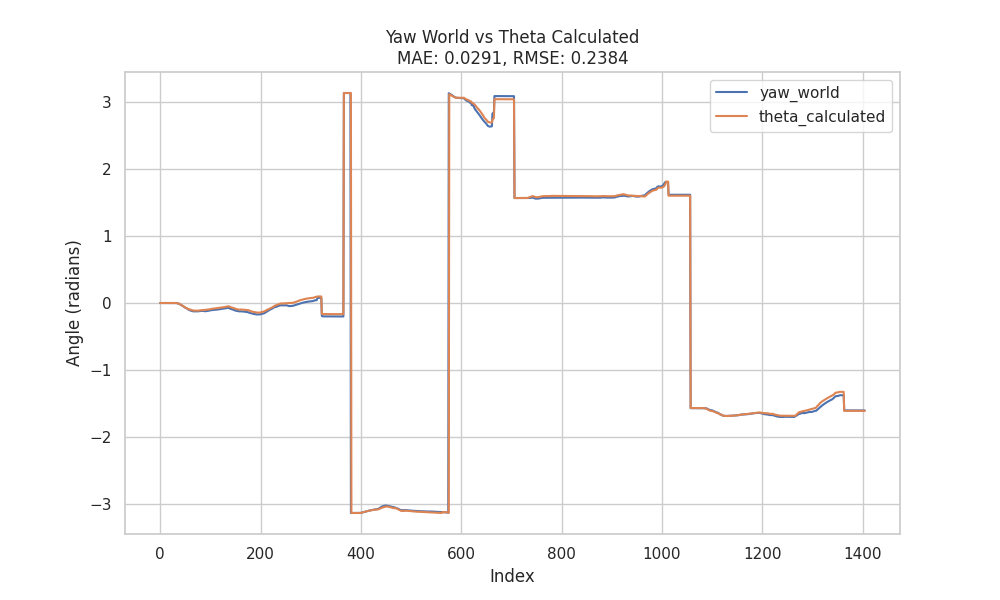 Yaw World vs Theta Calculated
MAE: 0.0291, RMSE: 0.2384
yaw_world
theta_calculated
3
2
1
0
−1
−2
−3
Angle (radians)
0 200 400 600 800 1000 1200 1400
Index